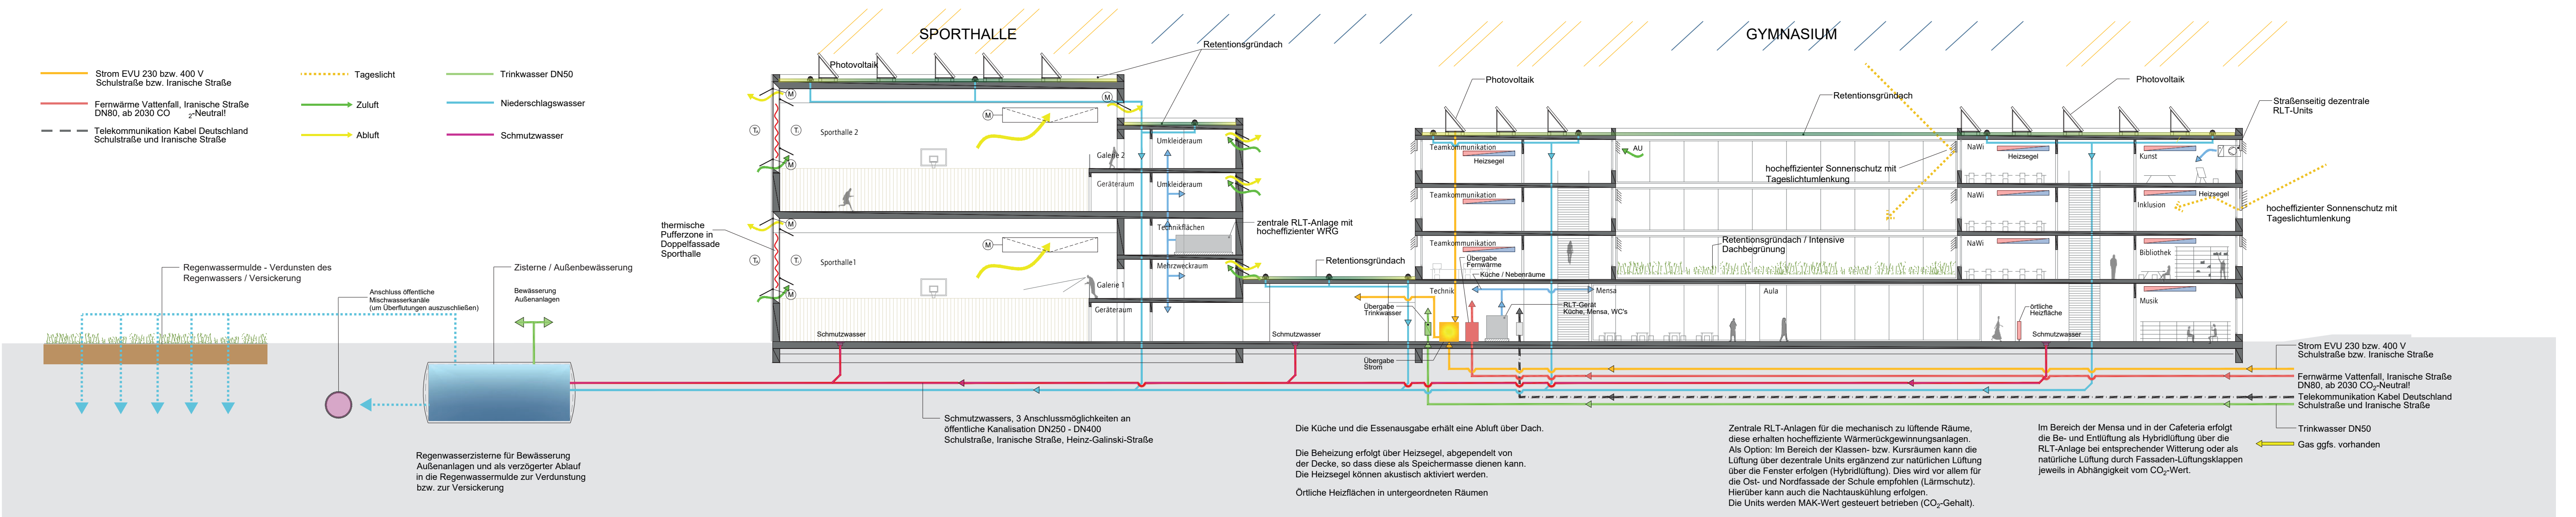 SPORTHALLE
GYMNASIUM
Strom EVU 230 bzw. 400 V
Schulstraße bzw. Iranische Straße
Fernwärme Vattenfall, Iranische Straße
DN80, ab 2030 CO 2-Neutral!
Telekommunikation Kabel Deutschland
Schulstraße und Iranische Straße
Tageslicht
Zuluft
Abluft
Trinkwasser DN50
Niederschlagswasser
Schmutzwasser
Photovoltaik
Retentionsgründach
M
M
M
Sporthalle 2
M
Galerie 2
Geräteraum
Umkleideraum
Umkleideraum
M
thermische
Pufferzone in
Doppelfassade
Sporthalle
M
M
Sporthalle1
M
Galerie 1
Geräteraum
Technikflächen
Mehrzweckraum
zentrale RLT-Anlage mit
hocheffizienter WRG
Retentionsgründach
Schmutzwasser
Schmutzwasser
Photovoltaik
Retentionsgründach
Photovoltaik
Straßenseitig dezentrale
RLT-Units
Teamkommunikation
Heizsegel
AU
hocheffizienter Sonnenschutz mit
Tageslichtumlenkung
NaWi
Heizsegel
Kunst
Teamkommunikation
NaWi
Heizsegel
Inklusion
hocheffizienter Sonnenschutz mit
Tageslichtumlenkung
Teamkommunikation
Übergabe
Fernwärme
Küche / Nebenräume
Retentionsgründach / Intensive
Dachbegrünung
NaWi
Bibliothek
Technik
Mensa
Aula
Musik
Übergabe
Trinkwasser
RLT-Gerät
Küche, Mensa, WC's
örtliche
Heizfläche
Schmutzwasser
Übergabe
Strom
Regenwassermulde - Verdunsten des
Regenwassers / Versickerung
Anschluss öffentliche
Mischwasserkanäle
(um Überflutungen auszuschließen)
Zisterne / Außenbewässerung
Bewässerung
Außenanlagen
Regenwasserzisterne für Bewässerung
Außenanlagen und als verzögerter Ablauf
in die Regenwassermulde zur Verdunstung
bzw. zur Versickerung
Schmutzwassers, 3 Anschlussmöglichkeiten an
öffentliche Kanalisation DN250 - DN400
Schulstraße, Iranische Straße, Heinz-Galinski-Straße
Die Küche und die Essenausgabe erhält eine Abluft über Dach.
Die Beheizung erfolgt über Heizsegel, abgependelt von
der Decke, so dass diese als Speichermasse dienen kann.
Die Heizsegel können akustisch aktiviert werden.
Örtliche Heizflächen in untergeordneten Räumen
Zentrale RLT-Anlagen für die mechanisch zu lüftende Räume,
diese erhalten hocheffiziente Wärmerückgewinnungsanlagen.
Als Option: Im Bereich der Klassen- bzw. Kursräumen kann die
Lüftung über dezentrale Units ergänzend zur natürlichen Lüftung
über die Fenster erfolgen (Hybridlüftung). Dies wird vor allem für
die Ost- und Nordfassade der Schule empfohlen (Lärmschutz).
Hierüber kann auch die Nachtauskühlung erfolgen.
Die Units werden MAK-Wert gesteuert betrieben (CO2-Gehalt).
Im Bereich der Mensa und in der Cafeteria erfolgt
die Be- und Entlüftung als Hybridlüftung über die
RLT-Anlage bei entsprechender Witterung oder als
natürliche Lüftung durch Fassaden-Lüftungsklappen
jeweils in Abhängigkeit vom CO2-Wert.
Strom EVU 230 bzw. 400 V
Schulstraße bzw. Iranische Straße
Fernwärme Vattenfall, Iranische Straße
DN80, ab 2030 CO2-Neutral!
Telekommunikation Kabel Deutschland
Schulstraße und Iranische Straße
Trinkwasser DN50
Gas ggfs. vorhanden